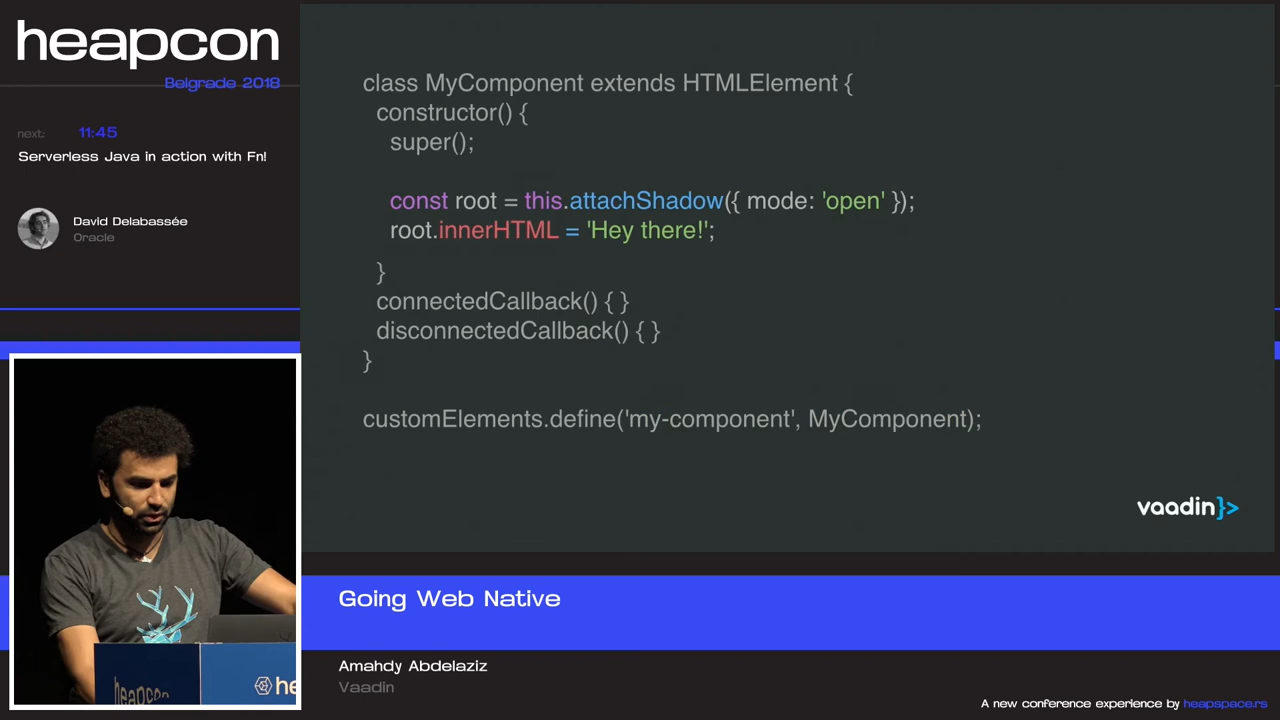 heapcon
Belgrade 2018
next: 11:45
Serverless Java in action with Fn!
David Delabassée
Oracle
class MyComponent extends HTMLElement {
constructor() {
super();
const root = this.attachShadow({ mode: 'open' });
root.innerHTML = 'Hey there!';
}
connectedCallback() { }
disconnectedCallback() { }
}
customElements.define('my-component', MyComponent);
vaadin}>
heapcon
he
Going Web Native
Amahdy Abdelaziz
Vaadin
A new conference experience by heapspace.rs